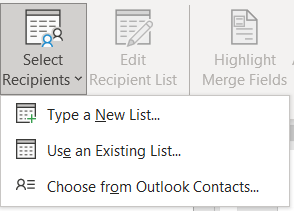 Select
Recipients
Edit
Recipient List
Highlight
Merge Fields
Type a New List...
Use an Existing List...
Choose from Outlook Contacts...